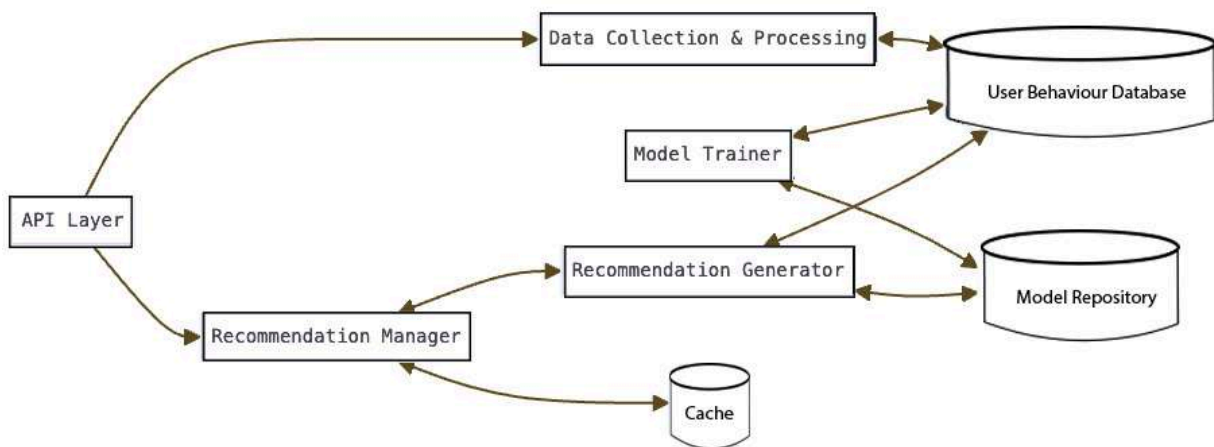 Data Collection & Processing
User Behaviour Database
Model Trainer
API Layer
Recommendation Generator
Model Repository
Recommendation Manager
Cache